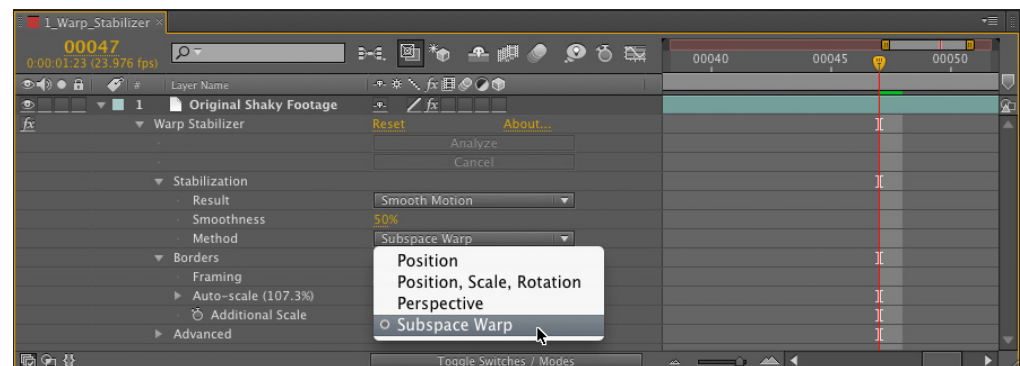 1_Warp_Stabilizer ×
00047
0:00:01:23 (23.976 fps)
00040 00045 00050
# Layer Name
1 Original Shaky Footage
fx Warp Stabilizer Reset About...
Analyze
Cancel
Stabilization
Result Smooth Motion
Smoothness 50%
Method Subspace Warp
Borders Position
Framing Position, Scale, Rotation
Auto-scale (107.3%) Perspective
Additional Scale Subspace Warp
Advanced
Toggle Switches / Modes